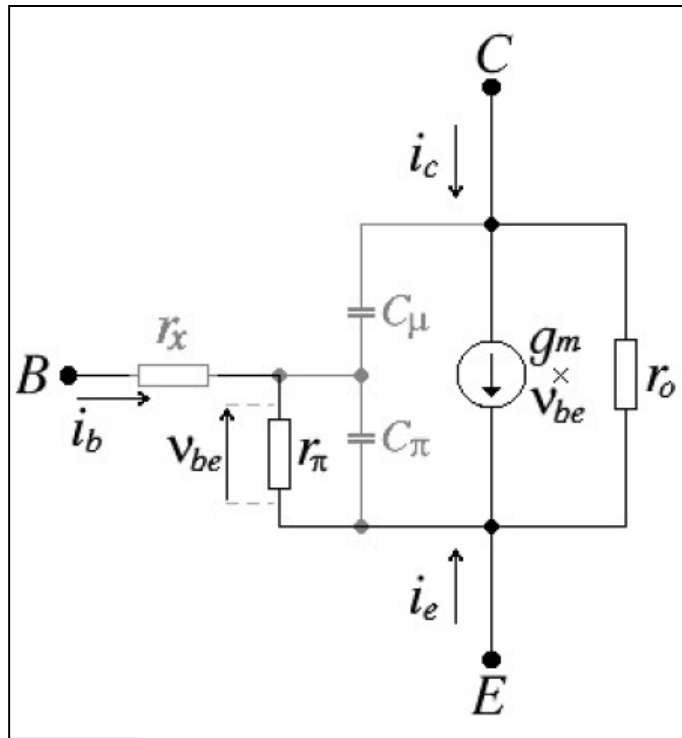 C
i_c
C_μ
r_x
g_m
×
v_be
r_o
B
i_b
v_be
r_π
C_π
i_e
E